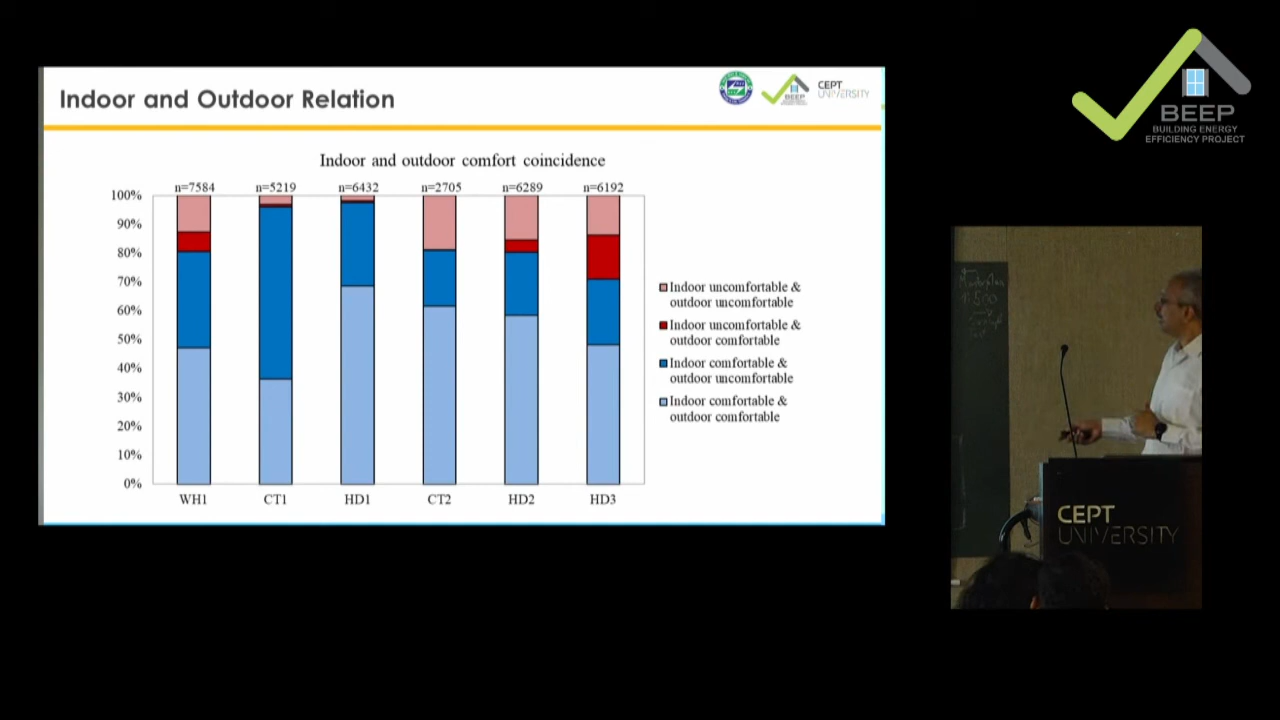 Indoor and Outdoor Relation
BEEP
CEPT
UNIVERSITY
Indoor and outdoor comfort coincidence
n=7584 n=5219 n=6432 n=2705 n=6289 n=6192
100%
90%
80%
70%
60%
50%
40%
30%
20%
10%
0%
WH1 CT1 HD1 CT2 HD2 HD3
Indoor uncomfortable &
outdoor uncomfortable
Indoor uncomfortable &
outdoor comfortable
Indoor comfortable &
outdoor uncomfortable
Indoor comfortable &
outdoor comfortable
BEEP
BUILDING ENERGY
EFFICIENCY PROJECT
CEPT
UNIVERSITY